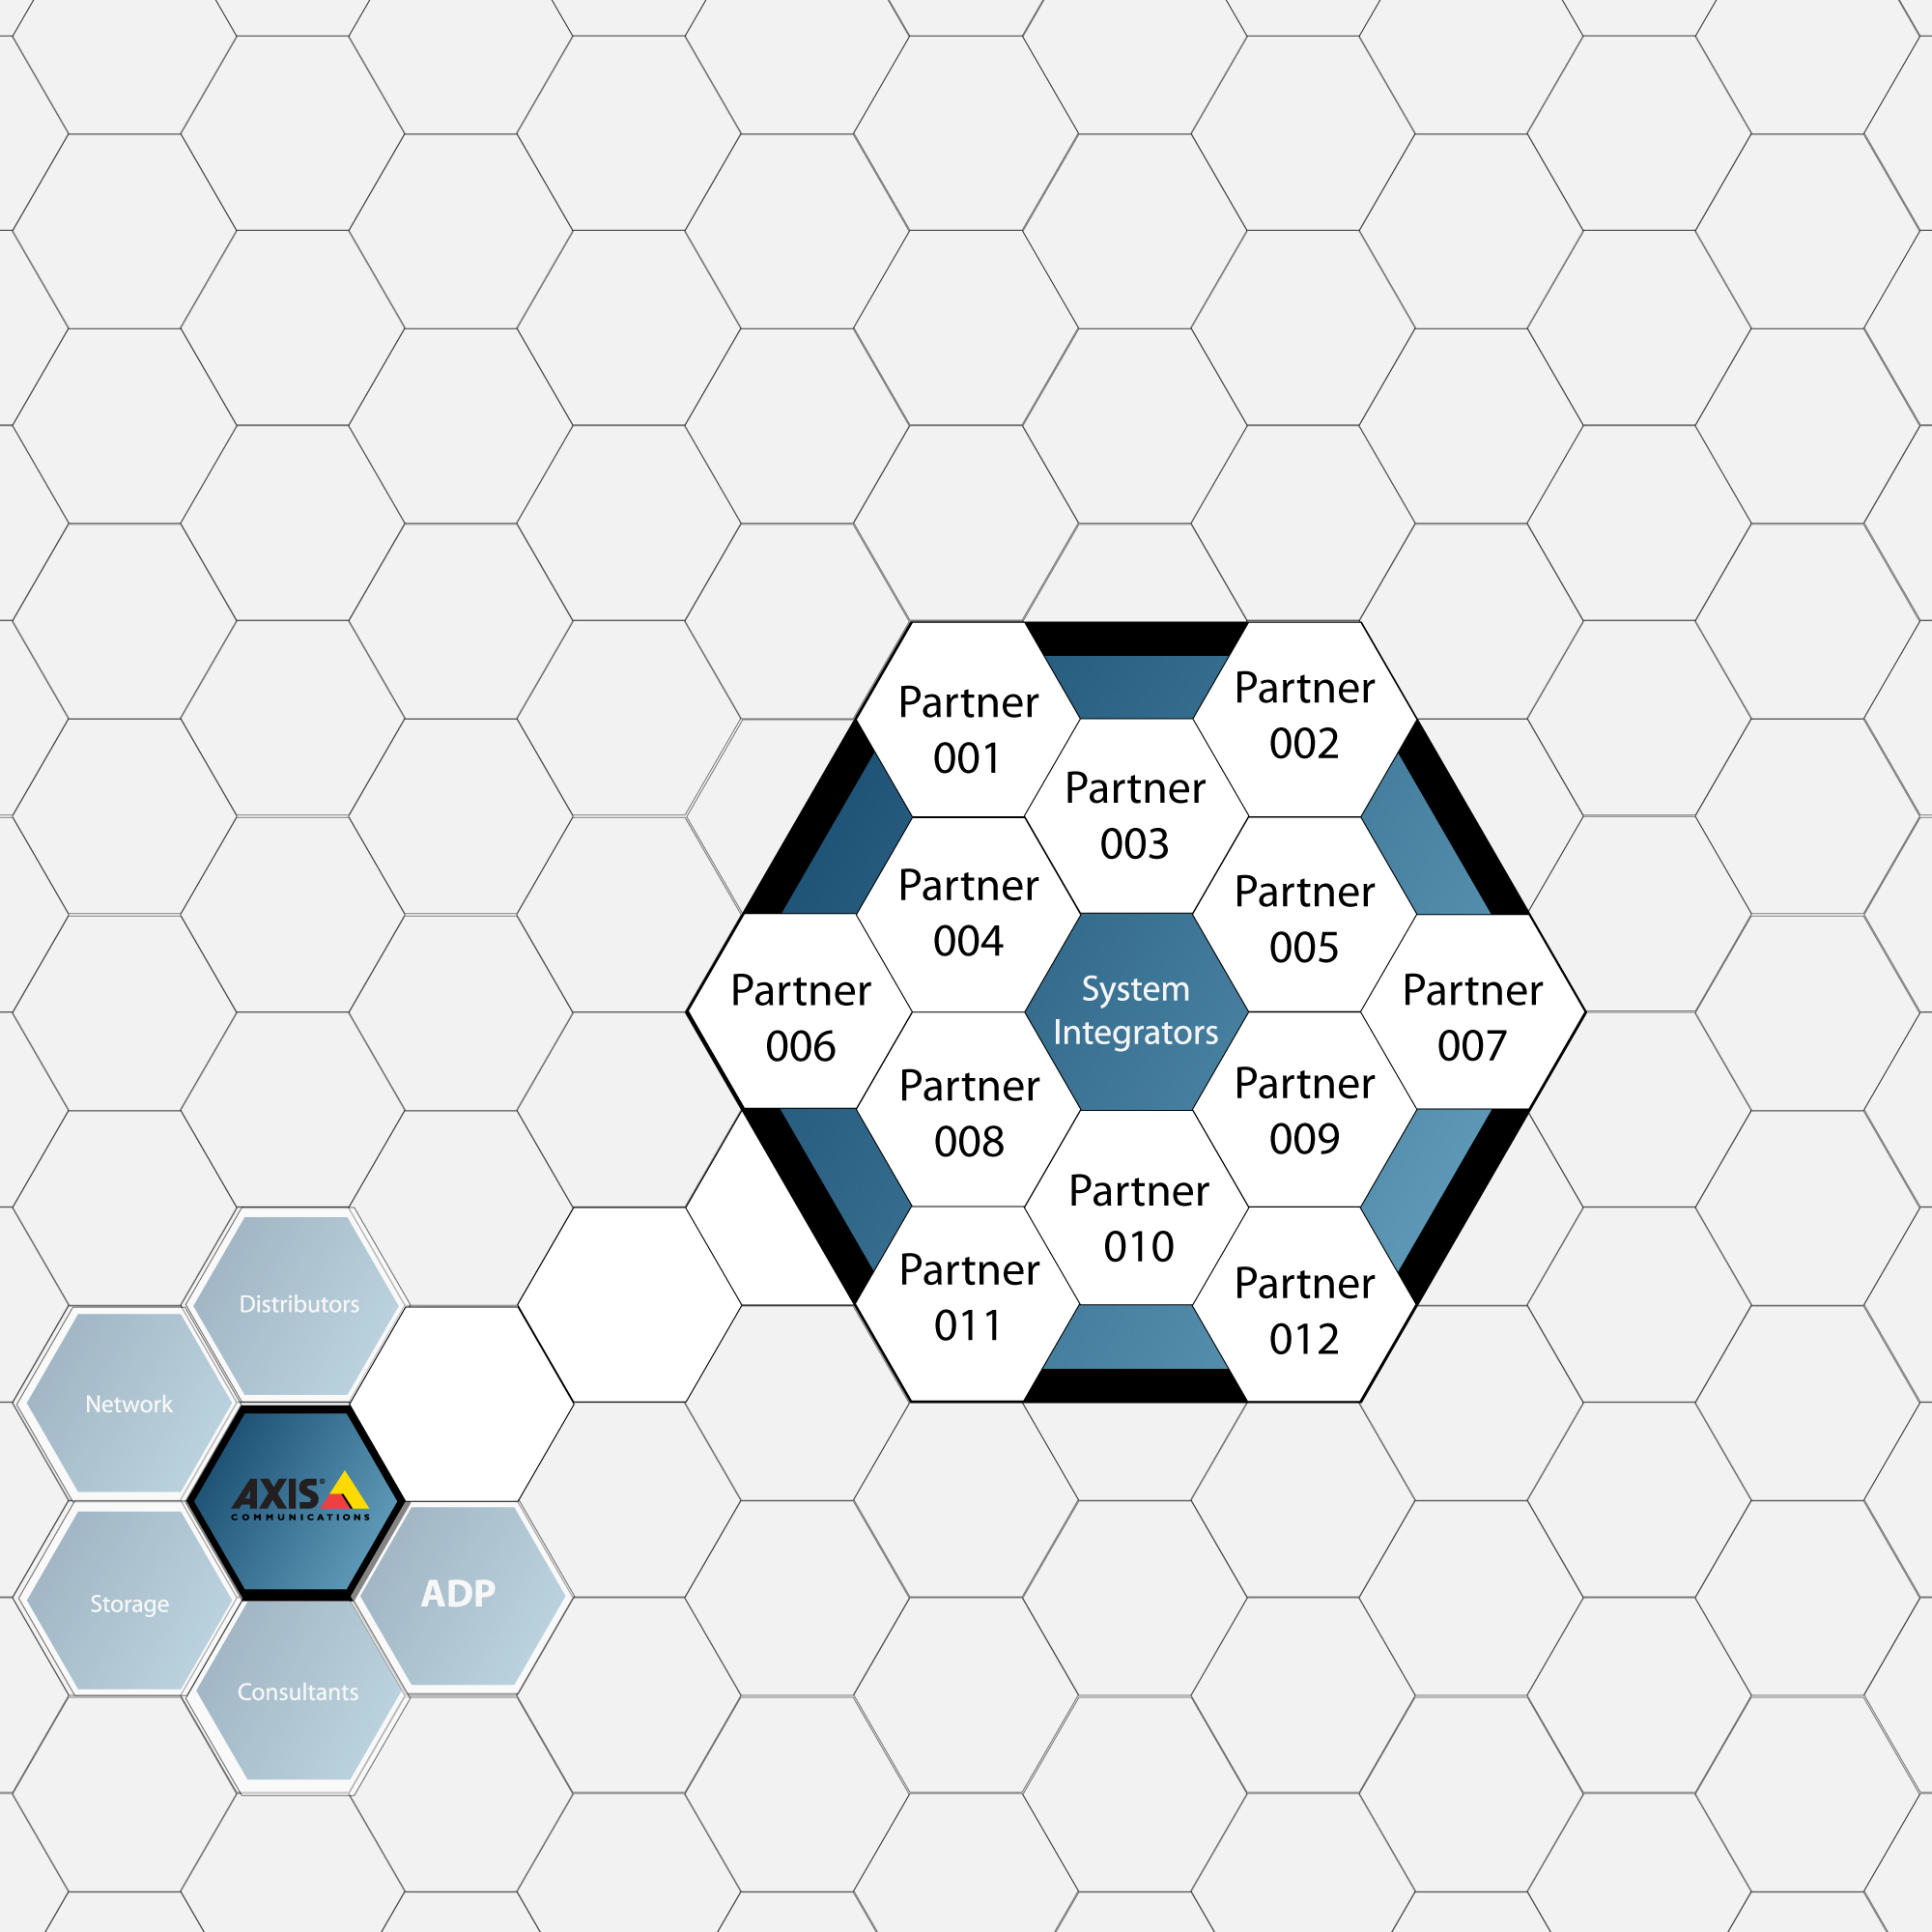 Partner
001
Partner
002
Partner
003
Partner
004
Partner
005
System
Integrators
Partner
006
Partner
007
Partner
008
Partner
009
Partner
010
Partner
011
Partner
012
Distributors
Network
AXIS
COMMUNICATIONS
ADP
Storage
Consultants